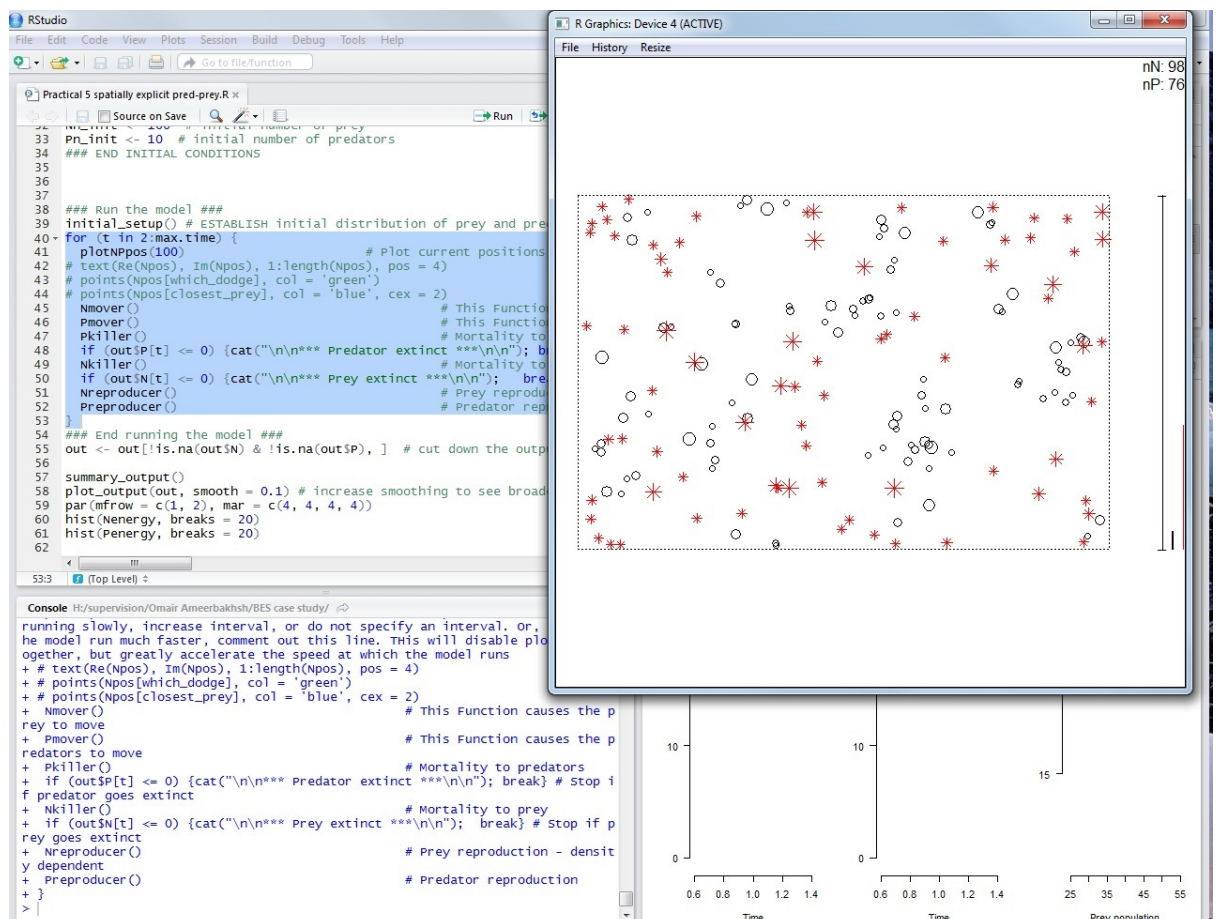 RStudio
File Edit Code View Plots Session Build Debug Tools Help
Go to file/function
Practical 5 spatially explicit pred-prey.R
Source on Save
Run
33 Pn_init <- 10 # initial number of predators
34 ### END INITIAL CONDITIONS
35
36
37
38 ### Run the model ###
39 initial_setup() # ESTABLISH initial distribution of prey and pre
40 for (t in 2:max.time) {
41 plotNPpos(100) # Plot current positions
42 # text(Re(Npos), Im(Npos), 1:length(Npos), pos = 4)
43 # points(Npos[which_dodge], col = 'green')
44 # points(Npos[closest_prey], col = 'blue', cex = 2)
45 Nmover() # This Functio
46 Pmover() # This Functio
47 Pkiller() # Mortality to
48 if (out$P[t] <= 0) {cat("\n\n*** Predator extinct ***\n\n"); b
49 Nkiller() # Mortality to
50 if (out$N[t] <= 0) {cat("\n\n*** Prey extinct ***\n\n"); bre
51 Nreproducer() # Prey reprodu
52 Preproducer() # Predator rep
53 }
54 ### End running the model ###
55 out <- out[!is.na(out$N) & !is.na(out$P), ] # cut down the outp
56
57 summary_output()
58 plot_output(out, smooth = 0.1) # increase smoothing to see broad
59 par(mfrow = c(1, 2), mar = c(4, 4, 4, 4))
60 hist(Nenergy, breaks = 20)
61 hist(Penergy, breaks = 20)
62
53:3 (Top Level)
Console H:/supervision/Omair Ameerbakhsh/BES case study/
running slowly, increase interval, or do not specify an interval. Or,
he model run much faster, comment out this line. THis will disable plo
ogether, but greatly accelerate the speed at which the model runs
+ # text(Re(Npos), Im(Npos), 1:length(Npos), pos = 4)
+ # points(Npos[which_dodge], col = 'green')
+ # points(Npos[closest_prey], col = 'blue', cex = 2)
+ Nmover() # This Function causes the p
rey to move
+ Pmover() # This Function causes the p
redators to move
+ Pkiller() # Mortality to predators
+ if (out$P[t] <= 0) {cat("\n\n*** Predator extinct ***\n\n"); break} # Stop i
f predator goes extinct
+ Nkiller() # Mortality to prey
+ if (out$N[t] <= 0) {cat("\n\n*** Prey extinct ***\n\n"); break} # Stop if p
rey goes extinct
+ Nreproducer() # Prey reproduction - densit
y dependent
+ Preproducer() # Predator reproduction
+ }
>
R Graphics: Device 4 (ACTIVE)
File History Resize
nN: 98
nP: 76
10
0
0.6 0.8 1.0 1.2 1.4
Time
10
0
0.6 0.8 1.0 1.2 1.4
Time
15
25 35 45 55
Prey population